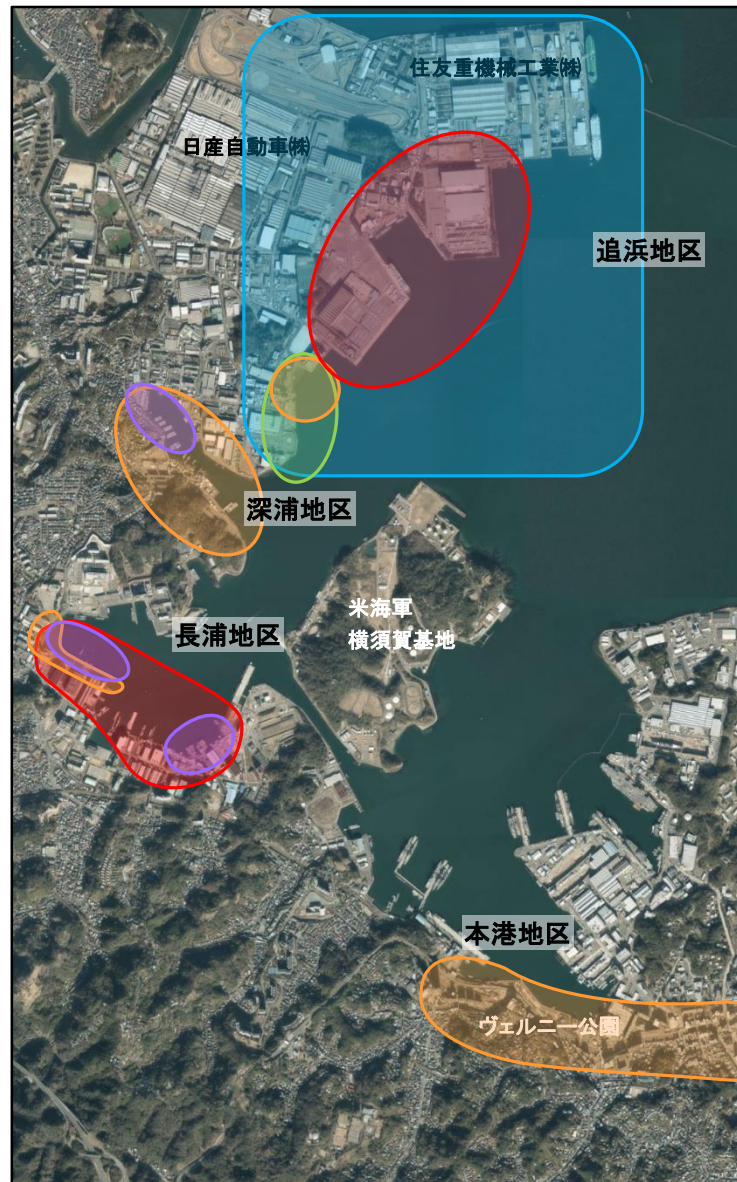 住友重機械工業㈱
日産自動車㈱
追浜地区
深浦地区
米海軍
横須賀基地
長浦地区
本港地区
ヴェルニー公園